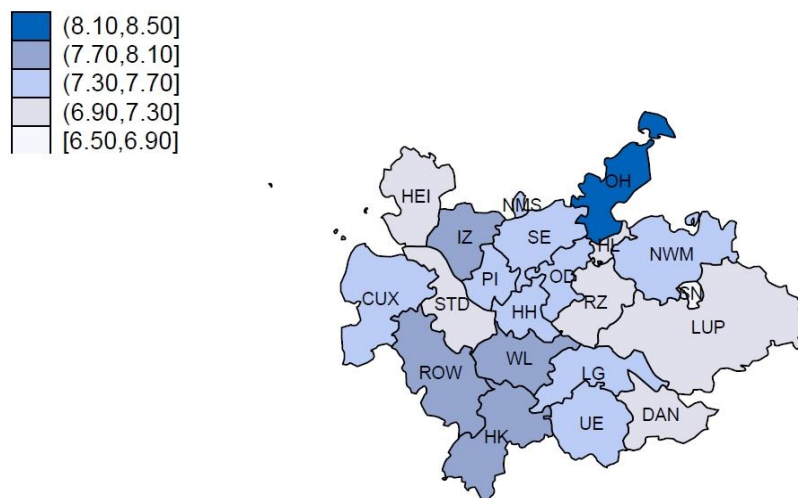 (8.10,8.50]
(7.70,8.10]
(7.30,7.70]
(6.90,7.30]
[6.50,6.90]
OH
HEI
NMS
IZ
SE
HL
NWM
PI
OD
CUX
STD
RZ
SN
HH
LUP
WL
ROW
LG
DAN
UE
HK